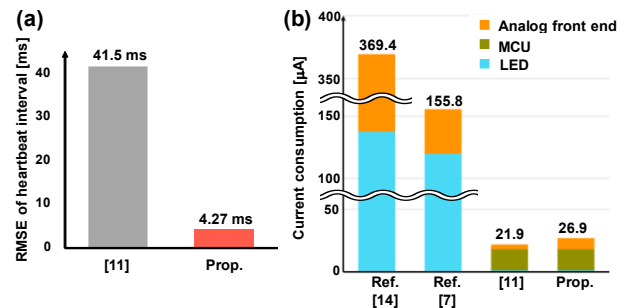 (a)
RMSE of heartbeat interval [ms]
40
30
20
10
0
41.5 ms
4.27 ms
[11]
Prop.
(b)
Current consumption [μA]
400
350
150
100
50
0
Analog front end
MCU
LED
369.4
155.8
21.9
26.9
Ref.
[14]
Ref.
[7]
[11]
Prop.